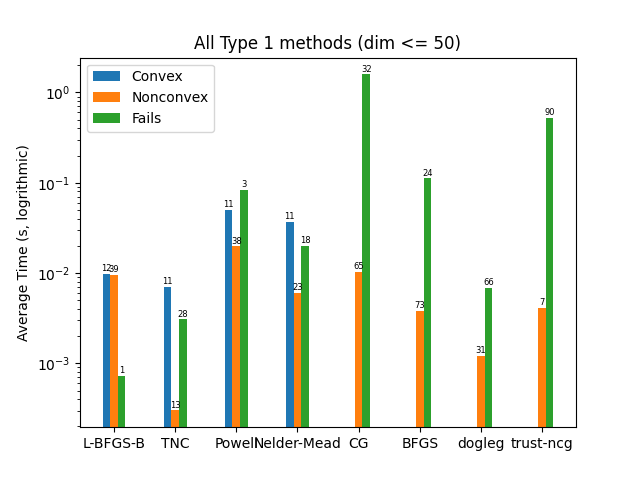 All Type 1 methods (dim <= 50)
Convex
Nonconvex
Fails
Average Time (s, logrithmic)
10⁰
10⁻¹
10⁻²
10⁻³
12
39
1
11
13
28
11
38
3
11
23
18
65
32
73
24
31
66
7
90
L-BFGS-B
TNC
Powell
Nelder-Mead
CG
BFGS
dogleg
trust-ncg